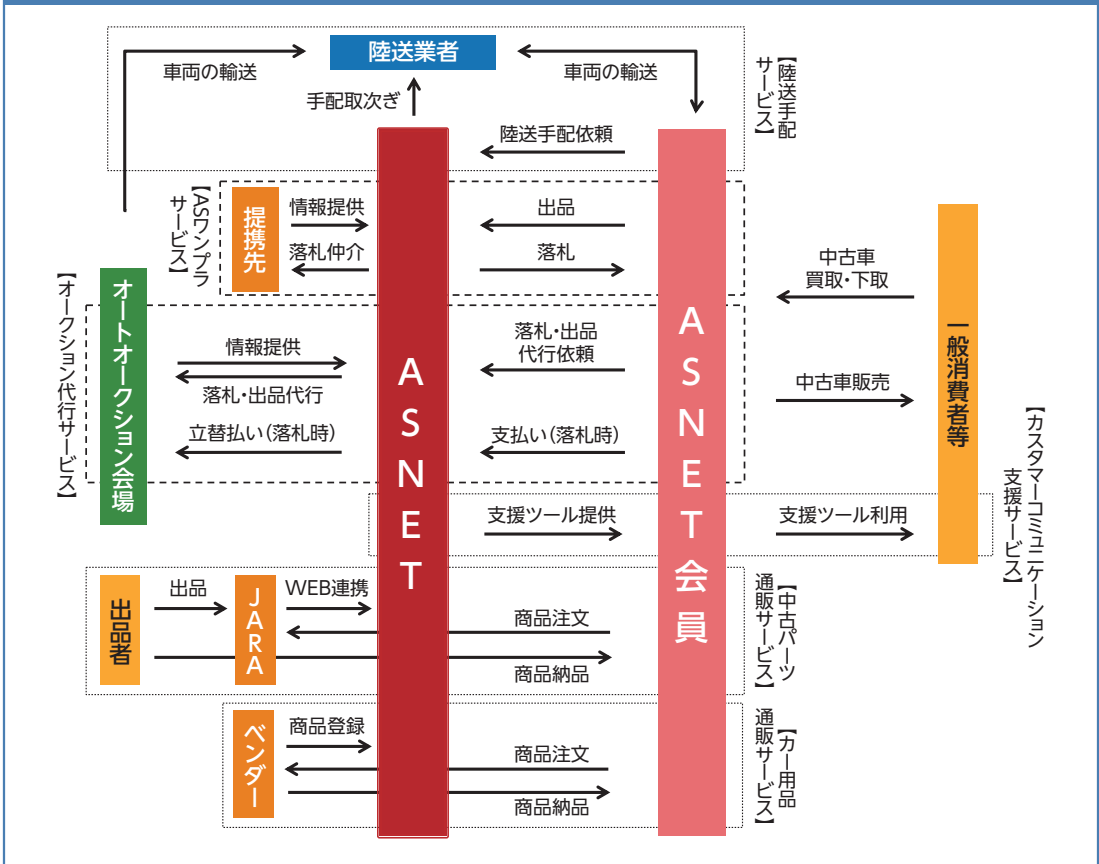 陸送業者
車両の輸送
車両の輸送
手配取次ぎ
陸送手配依頼
【陸送手配
サービス】
【ASワンプラ
サービス】
提携先
情報提供
落札仲介
出品
落札
中古車
買取・下取
中古車販売
一般消費者等
【オークション代行サービス】
オートオークション会場
情報提供
落札・出品代行
立替払い(落札時)
ASNET
落札・出品
代行依頼
支払い(落札時)
ASNET会員
支援ツール提供
支援ツール利用
【カスタマーコミュニケーション
支援サービス】
出品者
出品
JARA
WEB連携
商品注文
商品納品
【中古パーツ
通販サービス】
ベンダー
商品登録
商品注文
商品納品
【カー用品
通販サービス】